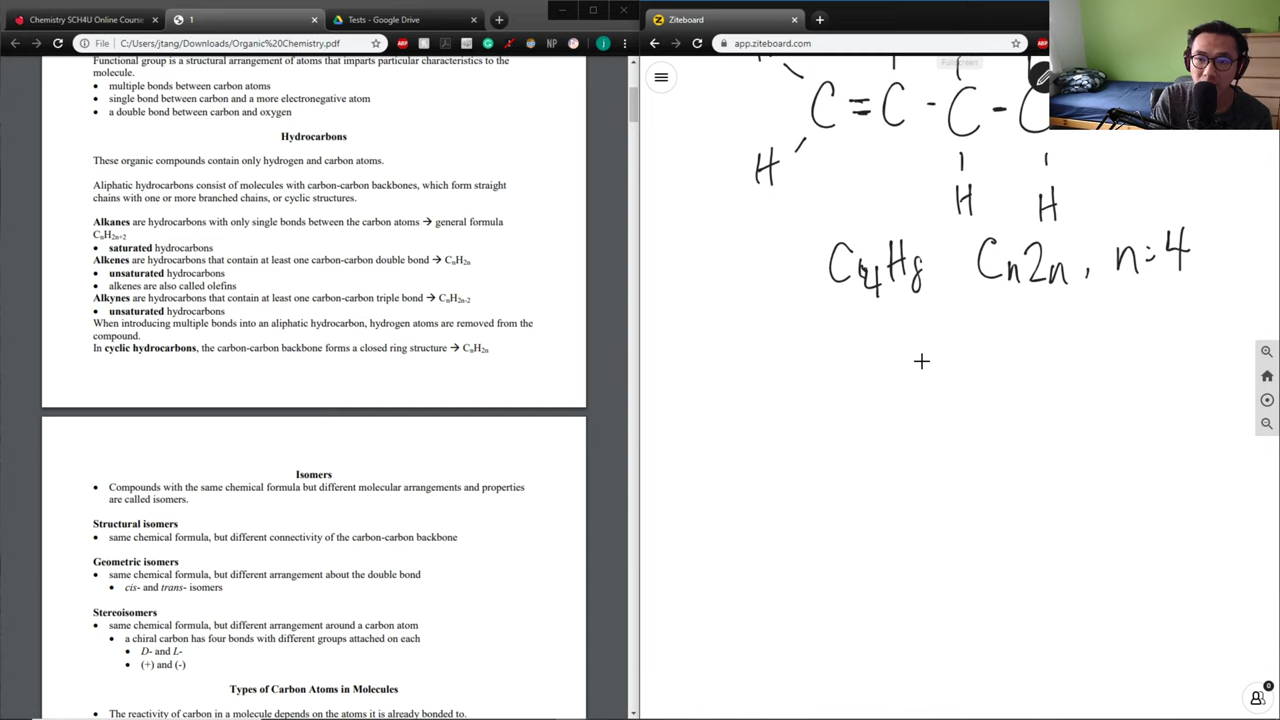 Chemistry SCH4U Online Course
1
Tests - Google Drive
File
C:/Users/jtang/Downloads/Organic%20Chemistry.pdf
ABP
NP
j
Functional group is a structural arrangement of atoms that imparts particular characteristics to the
molecule.
• multiple bonds between carbon atoms
• single bond between carbon and a more electronegative atom
• a double bond between carbon and oxygen
Hydrocarbons
These organic compounds contain only hydrogen and carbon atoms.
Aliphatic hydrocarbons consist of molecules with carbon-carbon backbones, which form straight
chains with one or more branched chains, or cyclic structures.
Alkanes are hydrocarbons with only single bonds between the carbon atoms → general formula
CnH2n+2
• saturated hydrocarbons
Alkenes are hydrocarbons that contain at least one carbon-carbon double bond → CnH2n
• unsaturated hydrocarbons
• alkenes are also called olefins
Alkynes are hydrocarbons that contain at least one carbon-carbon triple bond → CnH2n-2
• unsaturated hydrocarbons
When introducing multiple bonds into an aliphatic hydrocarbon, hydrogen atoms are removed from the
compound.
In cyclic hydrocarbons, the carbon-carbon backbone forms a closed ring structure → CnH2n
Isomers
• Compounds with the same chemical formula but different molecular arrangements and properties
are called isomers.
Structural isomers
• same chemical formula, but different connectivity of the carbon-carbon backbone
Geometric isomers
• same chemical formula, but different arrangement about the double bond
• cis- and trans- isomers
Stereoisomers
• same chemical formula, but different arrangement around a carbon atom
• a chiral carbon has four bonds with different groups attached on each
• D- and L-
• (+) and (-)
Types of Carbon Atoms in Molecules
• The reactivity of carbon in a molecule depends on the atoms it is already bonded to.
Ziteboard
app.ziteboard.com
Fullscreen
C = C - C - C
H
H H
C4H8 Cn2n, n=4
0